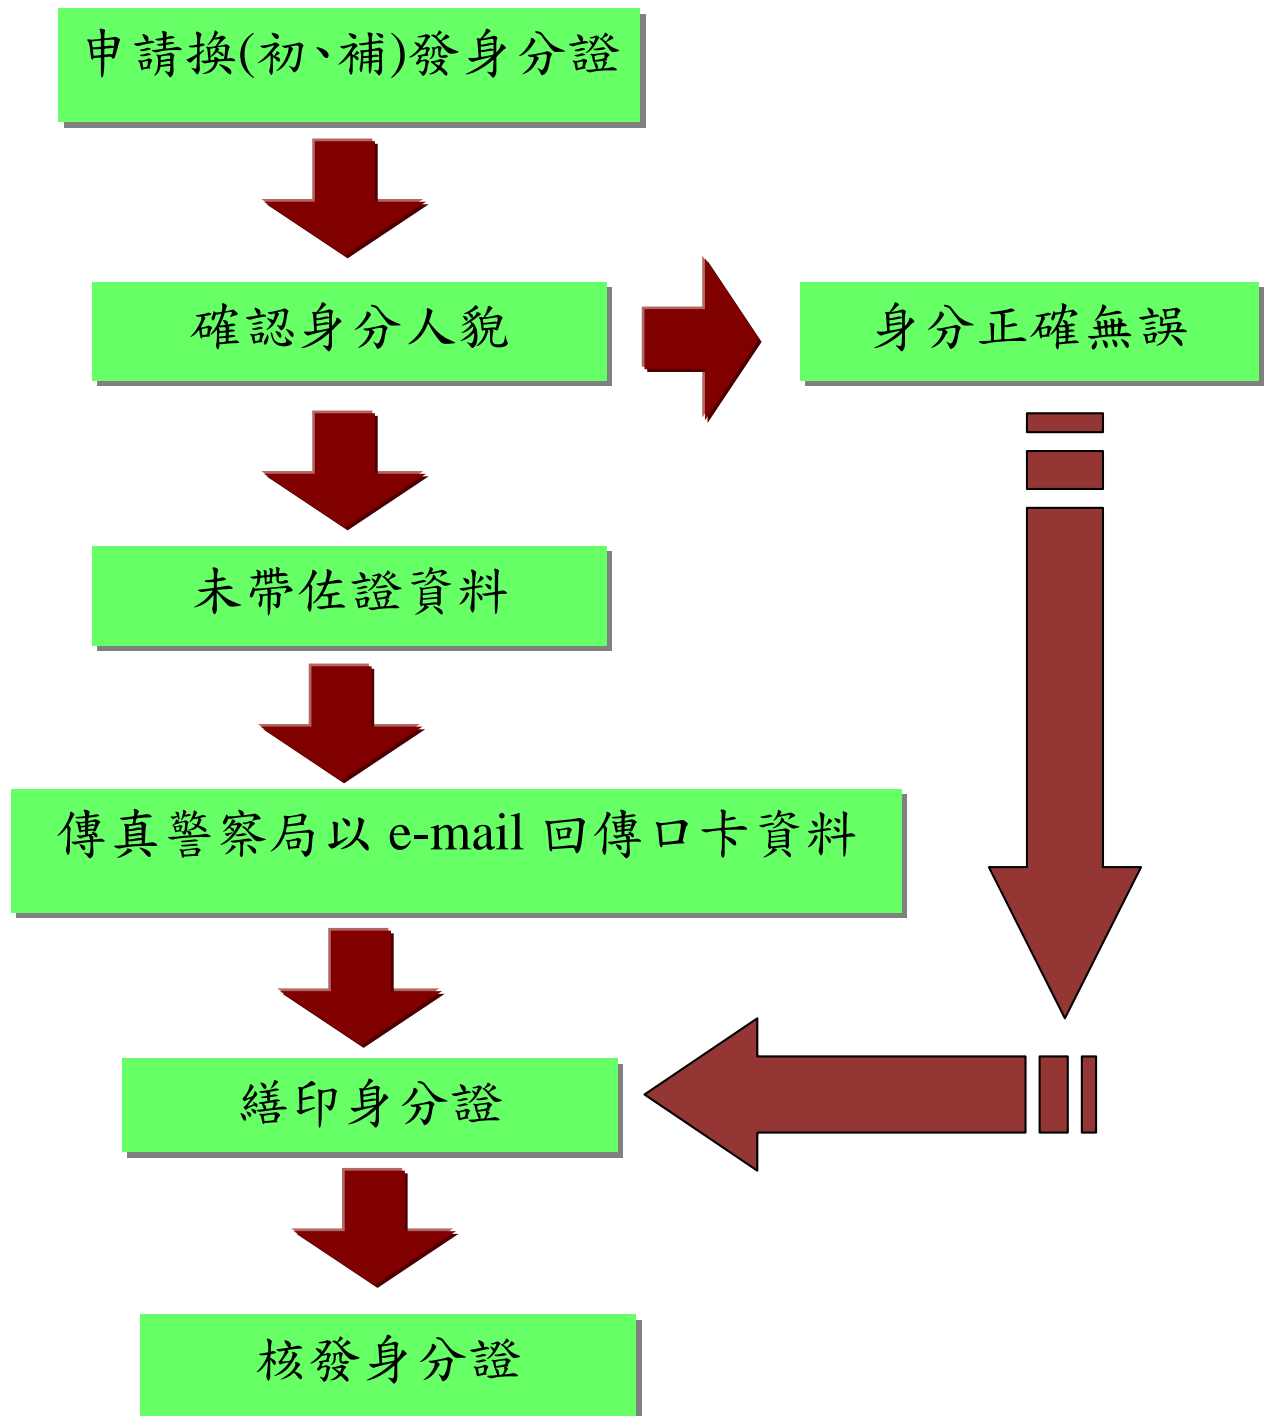 申請換(初、補)發身分證
確認身分人貌
身分正確無誤
未帶佐證資料
傳真警察局以 e-mail 回傳口卡資料
繕印身分證
核發身分證